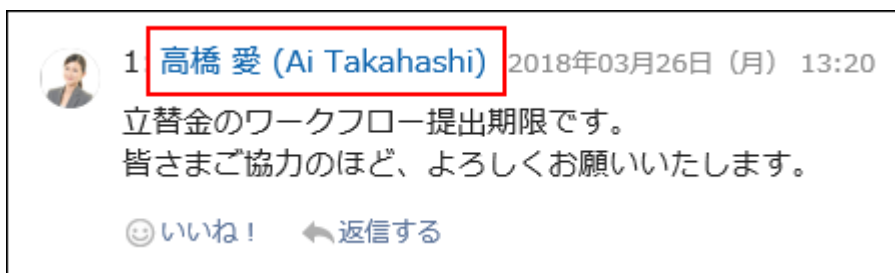 1 高橋 愛 (Ai Takahashi) 2018年03月26日（月） 13:20
立替金のワークフロー提出期限です。
皆さまご協力のほど、よろしくお願いいたします。
いいね！ 返信する